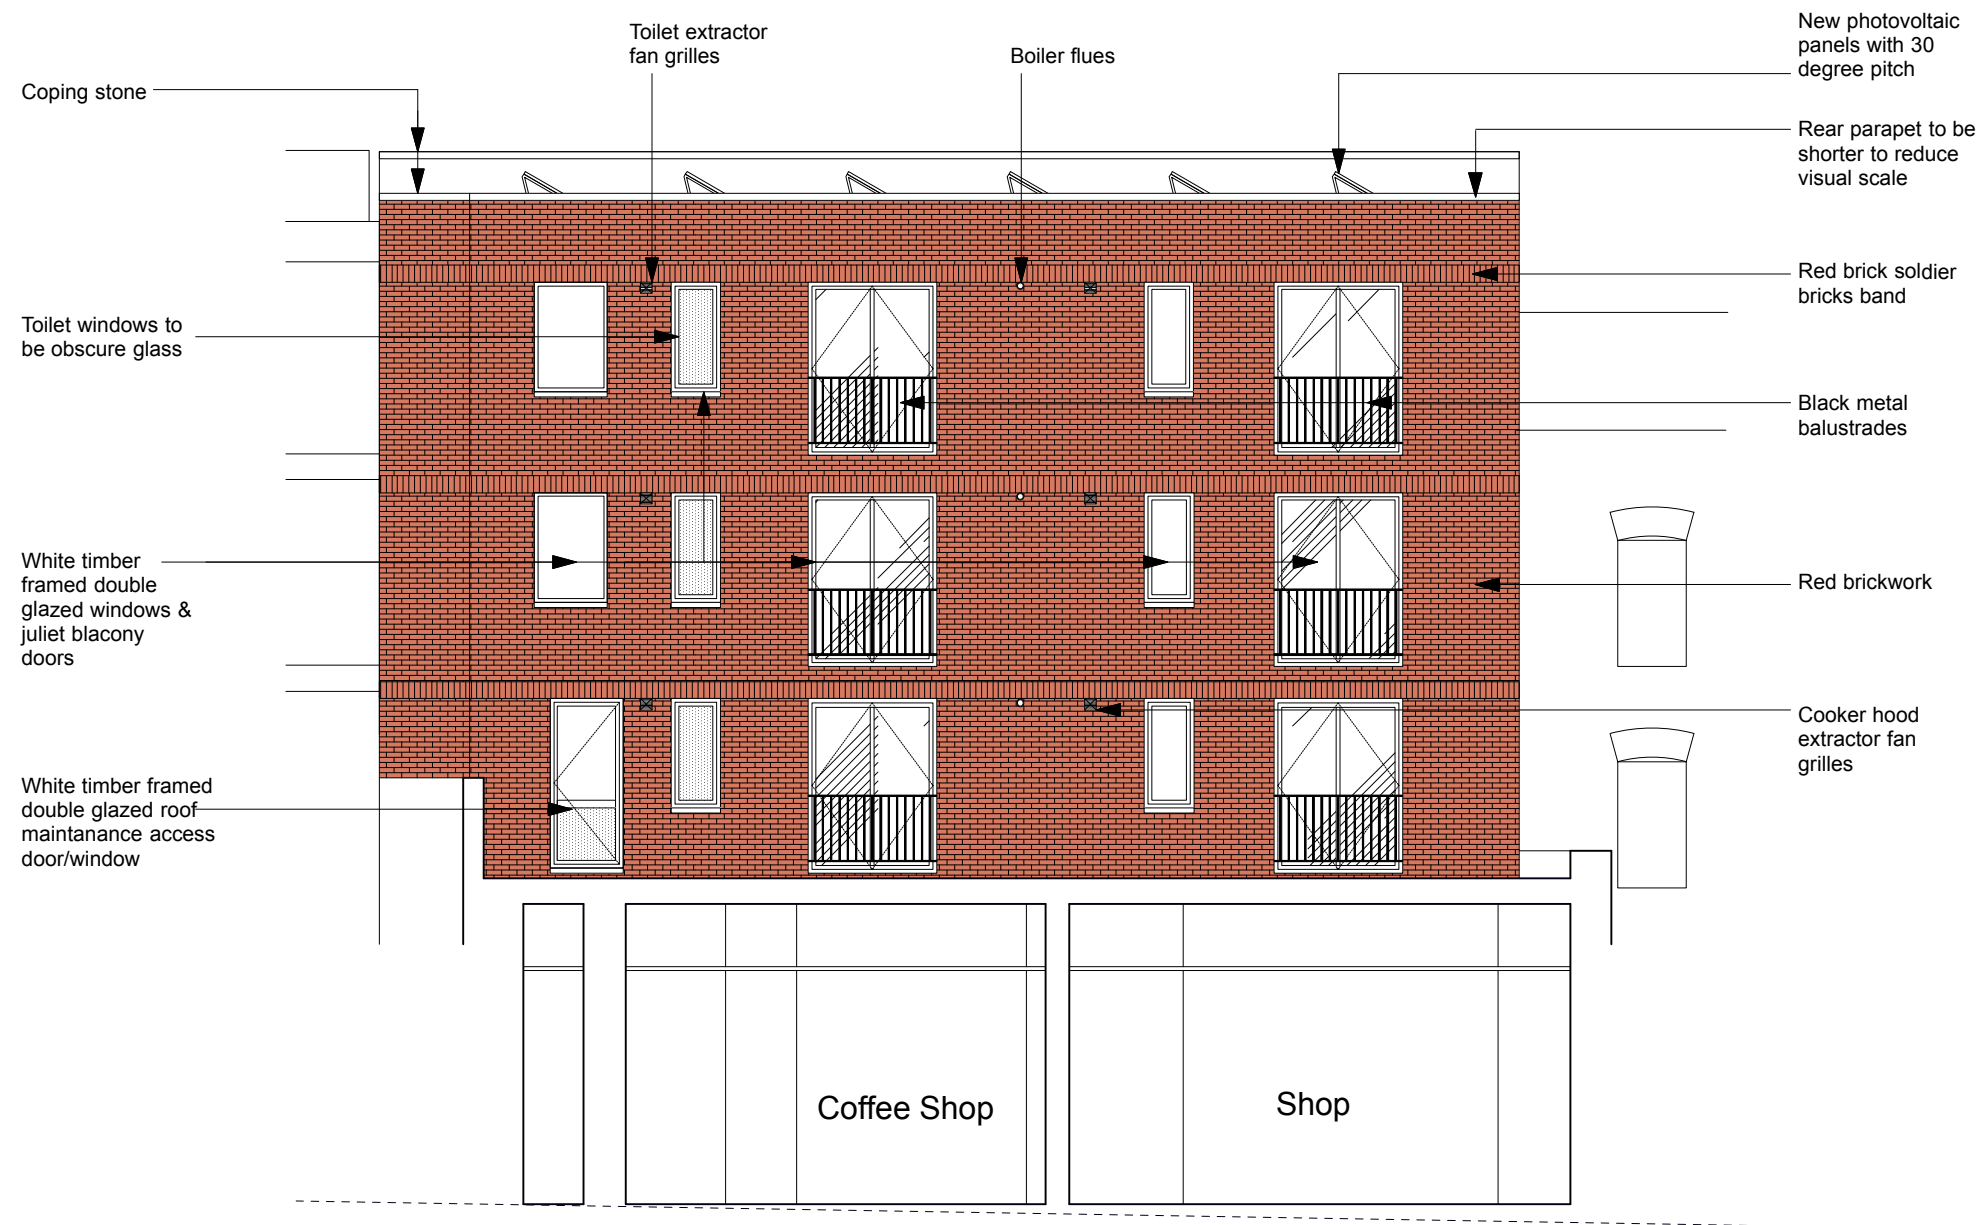 Toilet extractor
fan grilles
Boiler flues
New photovoltaic
panels with 30
degree pitch
Coping stone
Rear parapet to be
shorter to reduce
visual scale
Red brick soldier
bricks band
Toilet windows to
be obscure glass
Black metal
balustrades
White timber
framed double
glazed windows &
juliet blacony
doors
Red brickwork
Cooker hood
extractor fan
grilles
White timber framed
double glazed roof
maintanance access
door/window
Coffee Shop
Shop